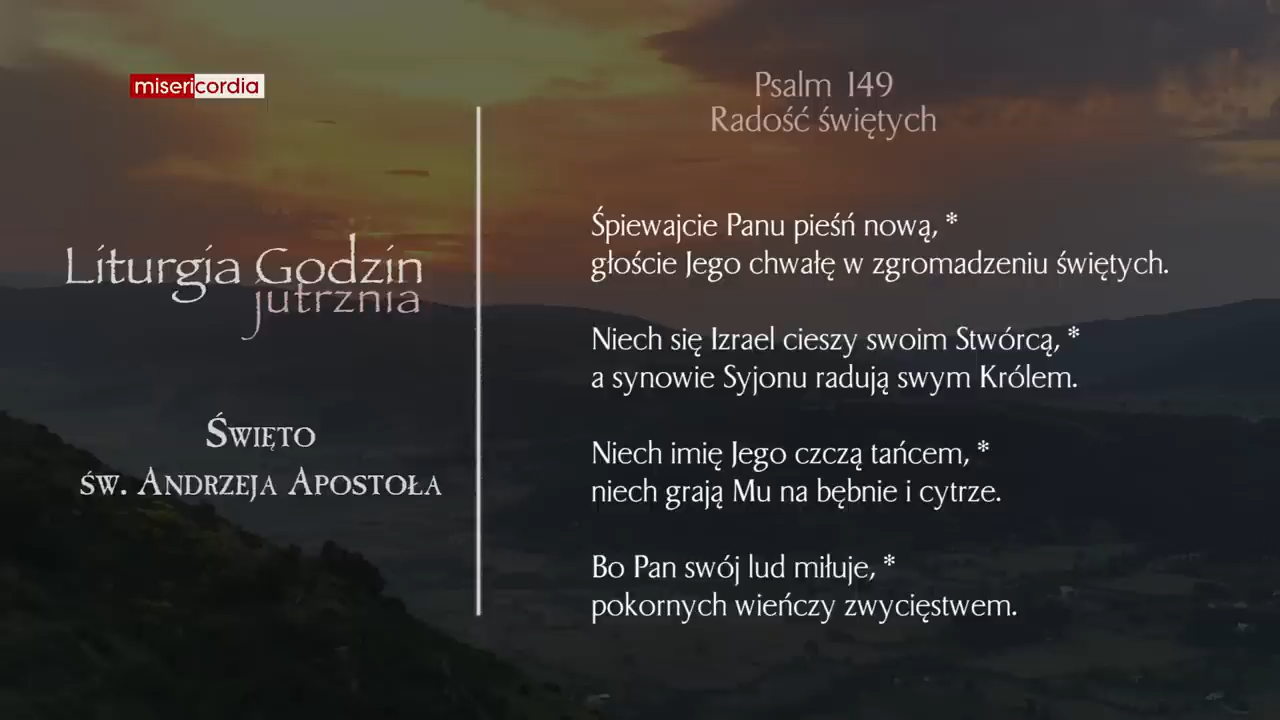 misericordia
Liturgia Godzin
jutrznia
Święto
św. Andrzeja Apostoła
Psalm 149
Radość świętych
Śpiewajcie Panu pieśń nową, *
głoście Jego chwałę w zgromadzeniu świętych.
Niech się Izrael cieszy swoim Stwórcą, *
a synowie Syjonu radują swym Królem.
Niech imię Jego czczą tańcem, *
niech grają Mu na bębnie i cytrze.
Bo Pan swój lud miłuje, *
pokornych wieńczy zwycięstwem.